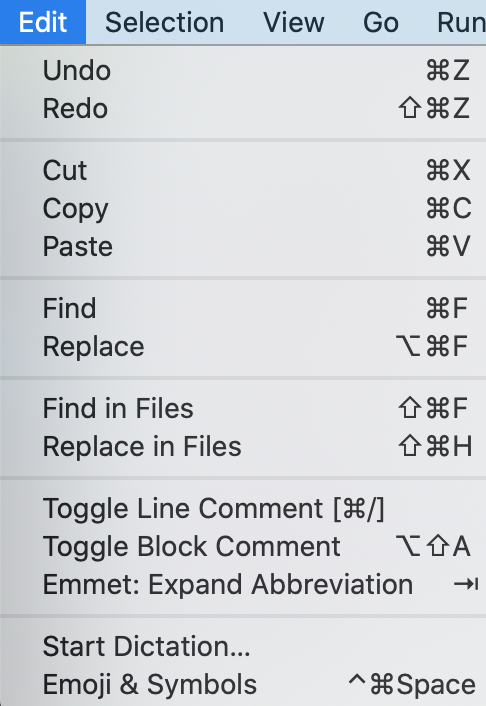 Edit Selection View Go Run
Undo ⌘Z
Redo ⇧⌘Z
Cut ⌘X
Copy ⌘C
Paste ⌘V
Find ⌘F
Replace ⌥⌘F
Find in Files ⇧⌘F
Replace in Files ⇧⌘H
Toggle Line Comment [⌘/]
Toggle Block Comment ⌥⇧A
Emmet: Expand Abbreviation ⇥
Start Dictation...
Emoji & Symbols ^⌘Space